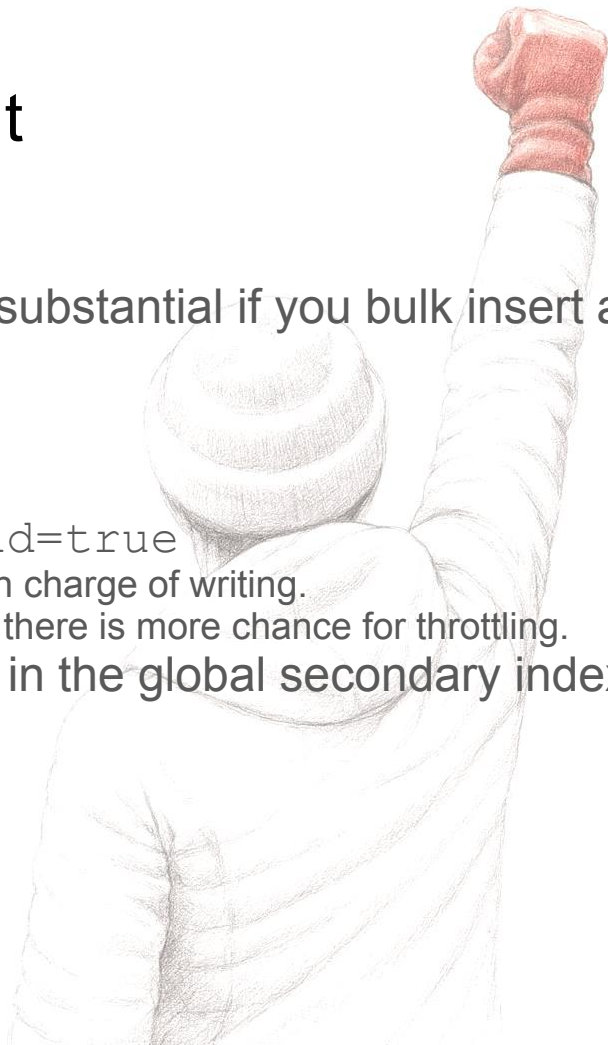 t
substantial if you bulk insert a
ld=true
n charge of writing.
there is more chance for throttling.
in the global secondary index